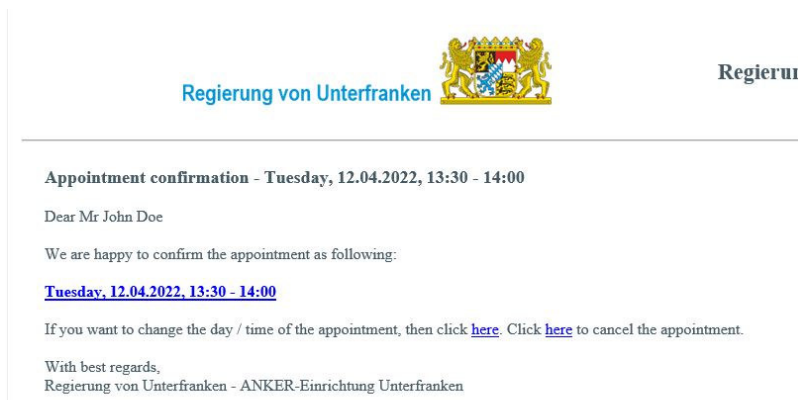 Regierung von Unterfranken
Appointment confirmation - Tuesday, 12.04.2022, 13:30 - 14:00
Dear Mr John Doe
We are happy to confirm the appointment as following:
Tuesday, 12.04.2022, 13:30 - 14:00
If you want to change the day / time of the appointment, then click here. Click here to cancel the appointment.
With best regards,
Regierung von Unterfranken - ANKER-Einrichtung Unterfranken